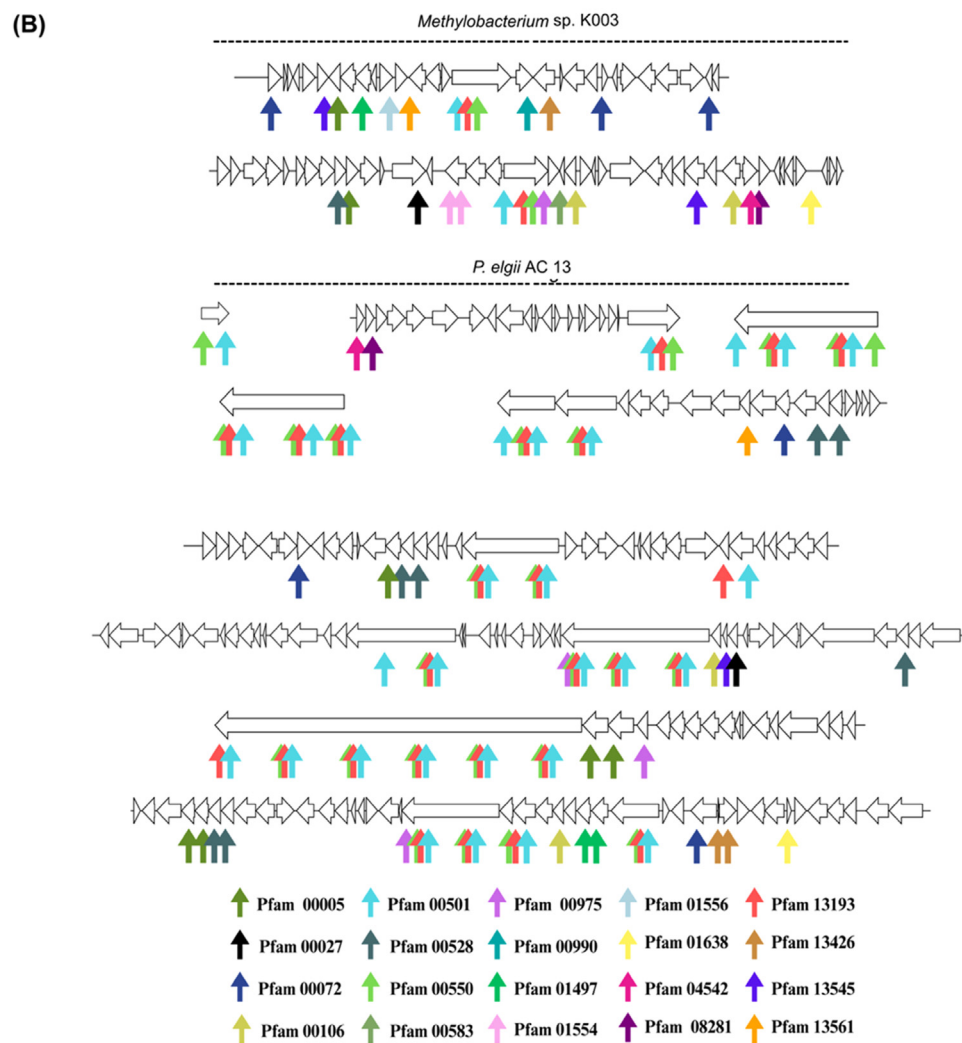 (B)
Methylobacterium sp. K003
P. elgii AC 13
Pfam 00005 Pfam 00501 Pfam 00975 Pfam 01556 Pfam 13193
Pfam 00027 Pfam 00528 Pfam 00990 Pfam 01638 Pfam 13426
Pfam 00072 Pfam 00550 Pfam 01497 Pfam 04542 Pfam 13545
Pfam 00106 Pfam 00583 Pfam 01554 Pfam 08281 Pfam 13561